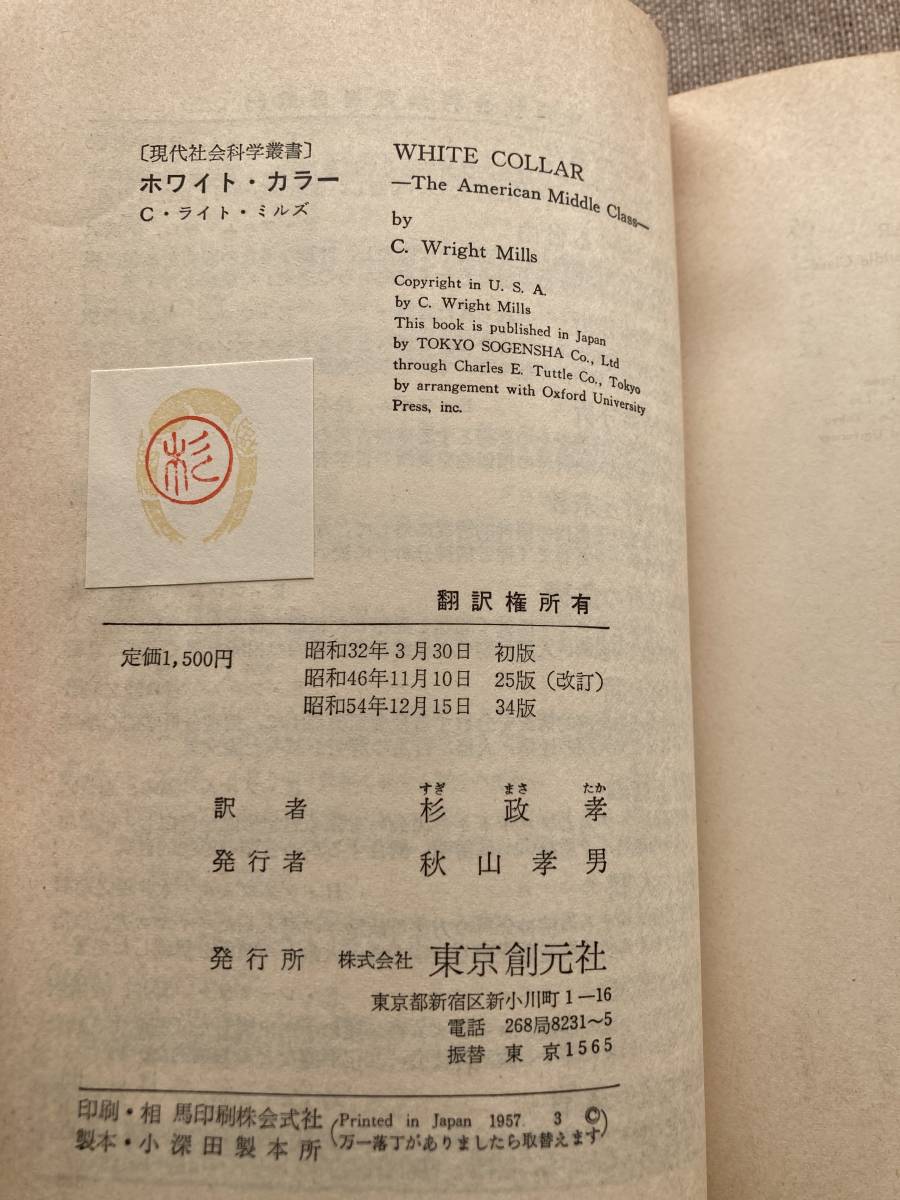 〔現代社会科学叢書〕
ホワイト・カラー
C・ライト・ミルズ
WHITE COLLAR
—The American Middle Class—
by
C. Wright Mills
Copyright in U. S. A.
by C. Wright Mills
This book is published in Japan
by TOKYO SOGENSHA Co., Ltd
through Charles E. Tuttle Co., Tokyo
by arrangement with Oxford University
Press, inc.
杉
翻訳権所有
定価1,500円
昭和32年3月30日 初版
昭和46年11月10日 25版(改訂)
昭和54年12月15日 34版
すぎ まさ たか
訳者 杉政孝
発行者 秋山孝男
発行所 株式会社 東京創元社
東京都新宿区新小川町1—16
電話 268局8231〜5
振替 東京1565
印刷・相馬印刷株会式社
製本・小深田製本所
(Printed in Japan 1957 3 ©
万一落丁がありましたら取替えます)